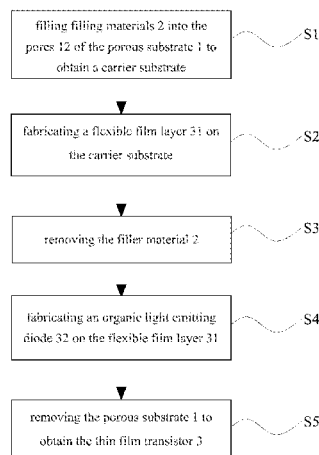 filling filling materials 2 into the
pores 12 of the porous substrate 1 to
obtain a carrier substrate
S1
fabricating a flexible film layer 31 on
the carrier substrate
S2
removing the filler material 2
S3
fabricating an organic light emitting
diode 32 on the flexible film layer 31
S4
removing the porous substrate 1 to
obtain the thin film transistor 3
S5